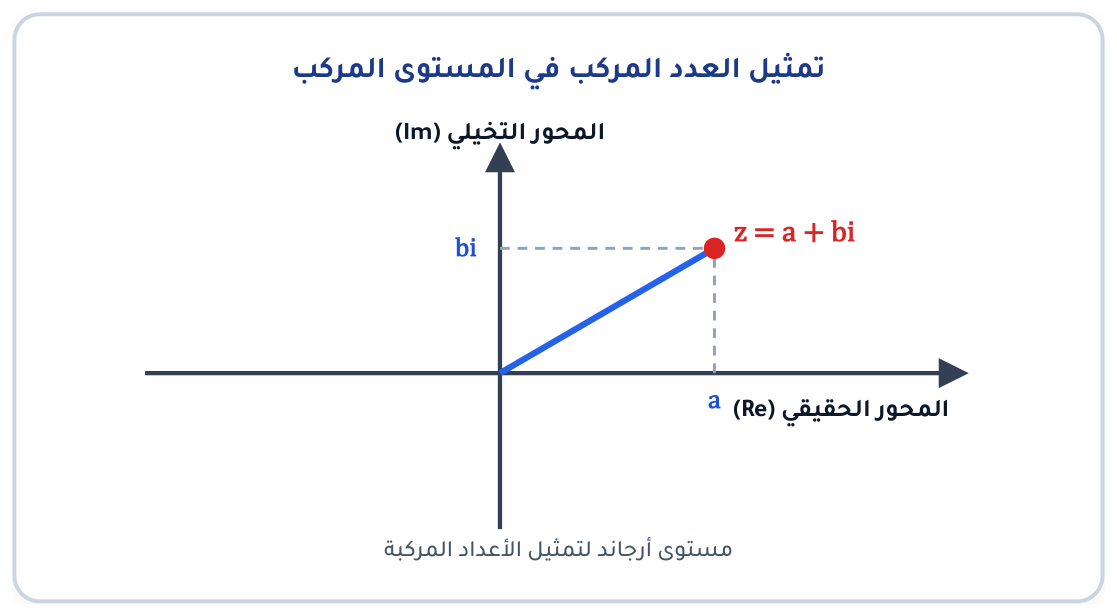 تمثيل العدد المركب في المستوى المركب
المحور التخيلي (Im)
z = a + bi
bi
a
المحور الحقيقي (Re)
مستوى أرجاند لتمثيل الأعداد المركبة